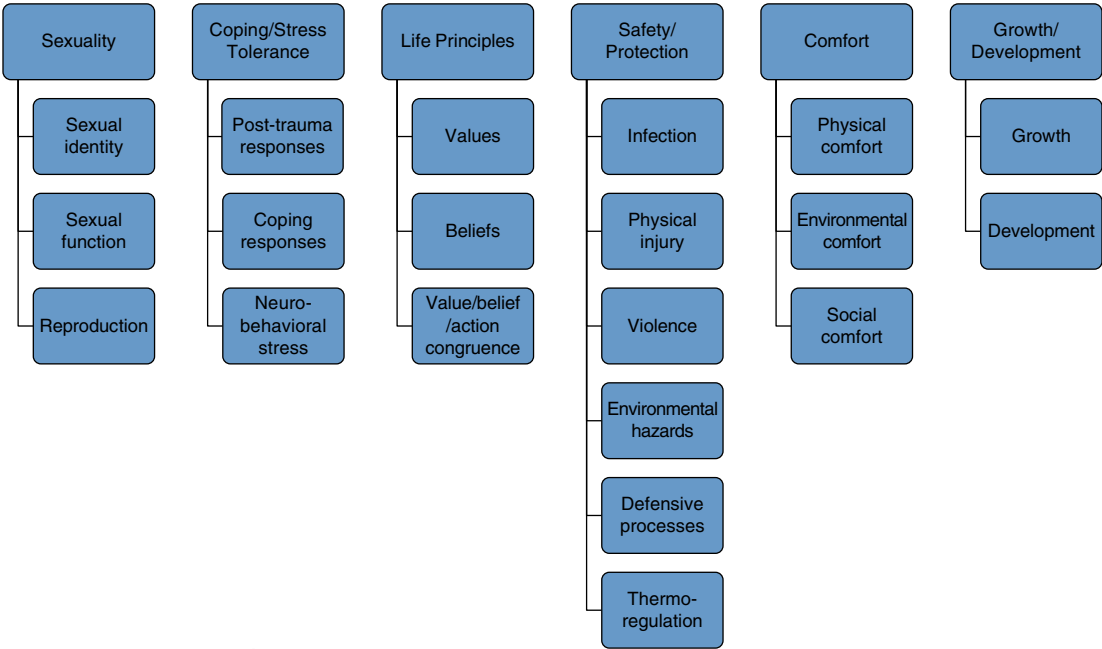 Sexuality
Sexual
identity
Sexual
function
Reproduction
Coping/Stress
Tolerance
Post-trauma
responses
Coping
responses
Neuro-
behavioral
stress
Life Principles
Values
Beliefs
Value/belief
/action
congruence
Safety/
Protection
Infection
Physical
injury
Violence
Environmental
hazards
Defensive
processes
Thermo-
regulation
Comfort
Physical
comfort
Environmental
comfort
Social
comfort
Growth/
Development
Growth
Development